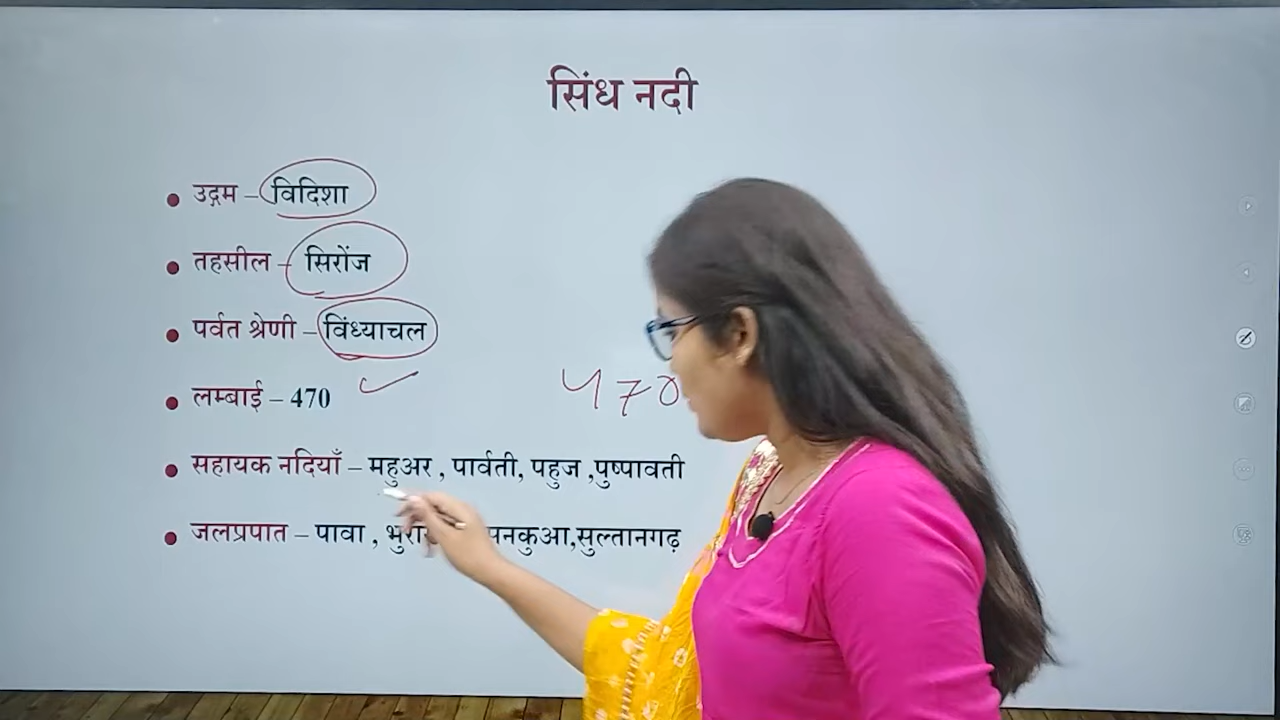 सिंध नदी
• उद्गम – विदिशा
• तहसील – सिरोंज
• पर्वत श्रेणी – विंध्याचल
• लम्बाई – 470
470
• सहायक नदियाँ – महुअर , पार्वती, पहुज ,पुष्पावती
• जलप्रपात – पावा , ,सुल्तानगढ़